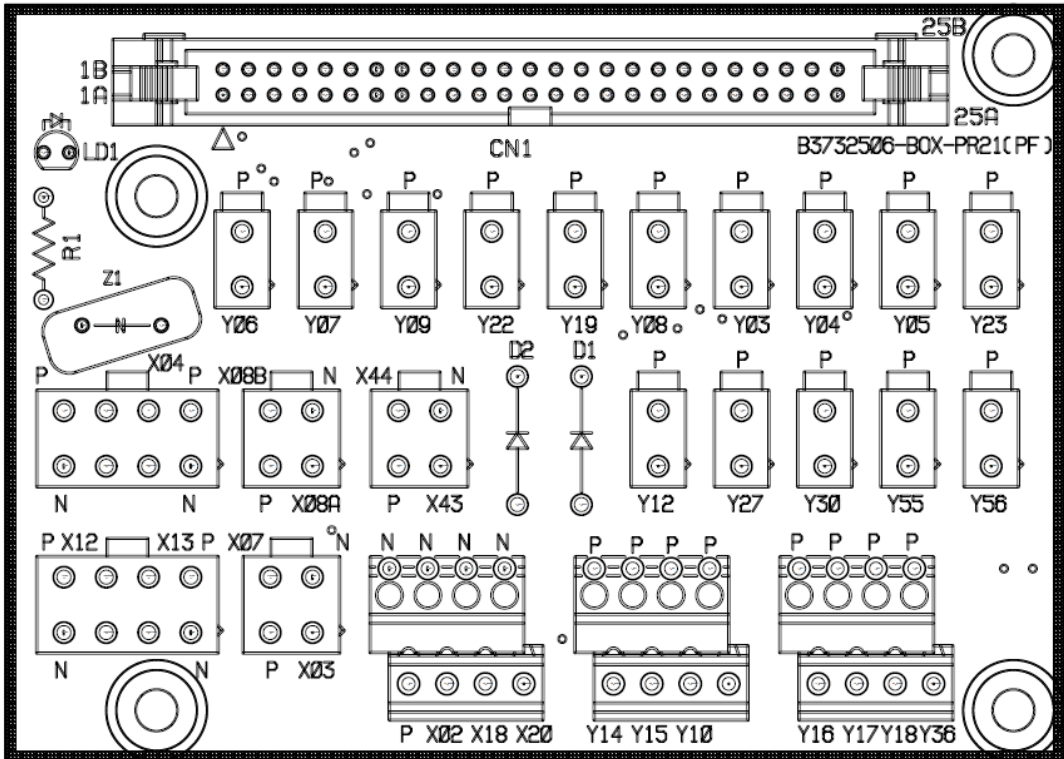 25B
1B
1A
25A
LD1
CN1
B3732506-BOX-PR21(PF)
P P P P P P P P P P
R1
Z1
Y06 Y07 Y09 Y22 Y19 Y08 Y03 Y04 Y05 Y23
D2 D1
P X04 P X08B N X44 N
P P P P P
N N P X08A P X43
Y12 Y27 Y30 Y55 Y56
P X12 X13 P X07 N
N N N N
P P P P
P P P P
N N P X03
P X02 X18 X20
Y14 Y15 Y10
Y16 Y17 Y18 Y36